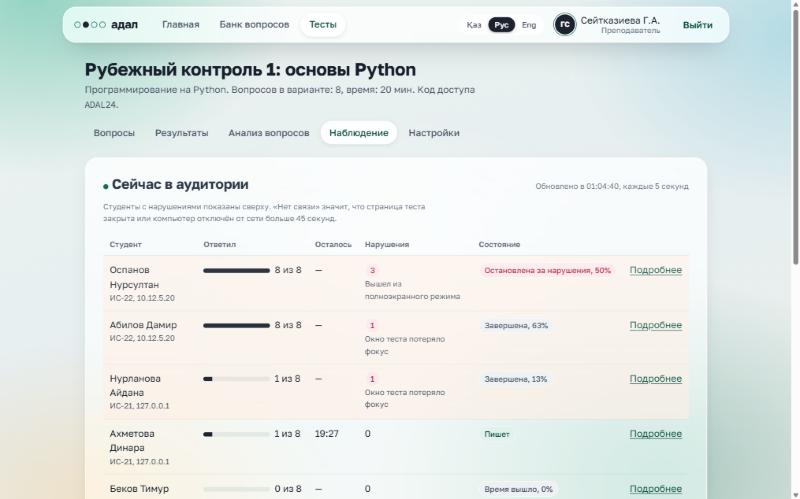 адал Главная Банк вопросов Тесты Қаз Рус Eng ГС Сейтказиева Г.А. Выйти
Преподаватель
Рубежный контроль 1: основы Python
Программирование на Python. Вопросов в варианте: 8, время: 20 мин. Код доступа
ADAL24.
Вопросы Результаты Анализ вопросов Наблюдение Настройки
Сейчас в аудитории Обновлено в 01:04:40, каждые 5 секунд
Студенты с нарушениями показаны сверху. «Нет связи» значит, что страница теста
закрыта или компьютер отключён от сети больше 45 секунд.
Студент Ответил Осталось Нарушения Состояние
Оспанов 8 из 8 — 3 Остановлена за нарушения, 50% Подробнее
Нурсултан Вышел из
ИС-22, 10.12.5.20 полноэкранного режима
Абилов Дамир 8 из 8 — 1 Завершена, 63% Подробнее
ИС-22, 10.12.5.20 Окно теста потеряло
фокус
Нурланова 1 из 8 — 1 Завершена, 13% Подробнее
Айдана Окно теста потеряло
ИС-21, 127.0.0.1 фокус
Ахметова 1 из 8 19:27 0 Пишет Подробнее
Динара
ИС-21, 127.0.0.1
Беков Тимур 0 из 8 — 0 Время вышло, 0% Подробнее